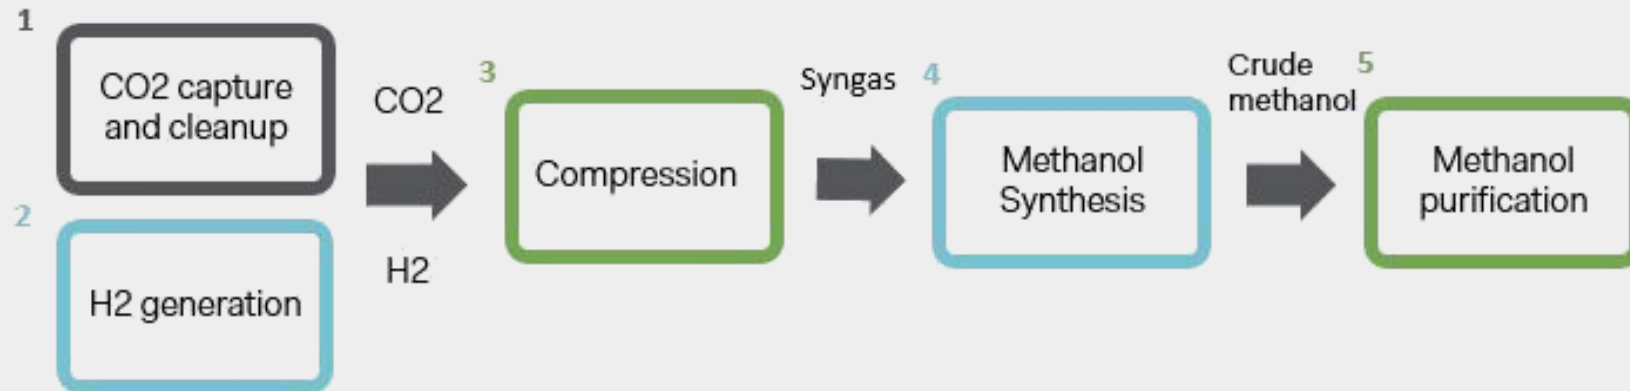 1
CO2 capture
and cleanup
2
H2 generation
CO2
H2
3
Compression
Syngas
4
Methanol
Synthesis
Crude
methanol
5
Methanol
purification